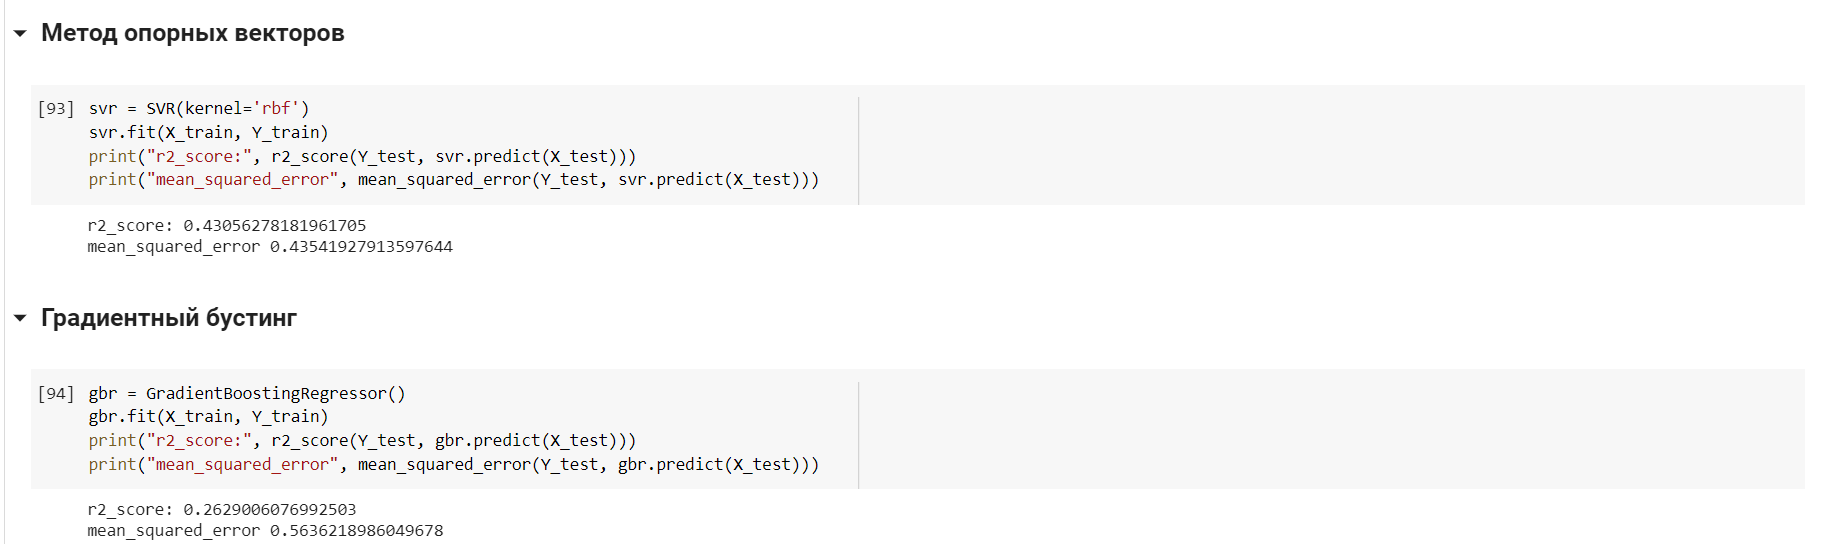 Метод опорных векторов
[93] svr = SVR(kernel='rbf')
svr.fit(X_train, Y_train)
print("r2_score:", r2_score(Y_test, svr.predict(X_test)))
print("mean_squared_error", mean_squared_error(Y_test, svr.predict(X_test)))
r2_score: 0.43056278181961705
mean_squared_error 0.43541927913597644
Градиентный бустинг
[94] gbr = GradientBoostingRegressor()
gbr.fit(X_train, Y_train)
print("r2_score:", r2_score(Y_test, gbr.predict(X_test)))
print("mean_squared_error", mean_squared_error(Y_test, gbr.predict(X_test)))
r2_score: 0.2629006076992503
mean_squared_error 0.5636218986049678